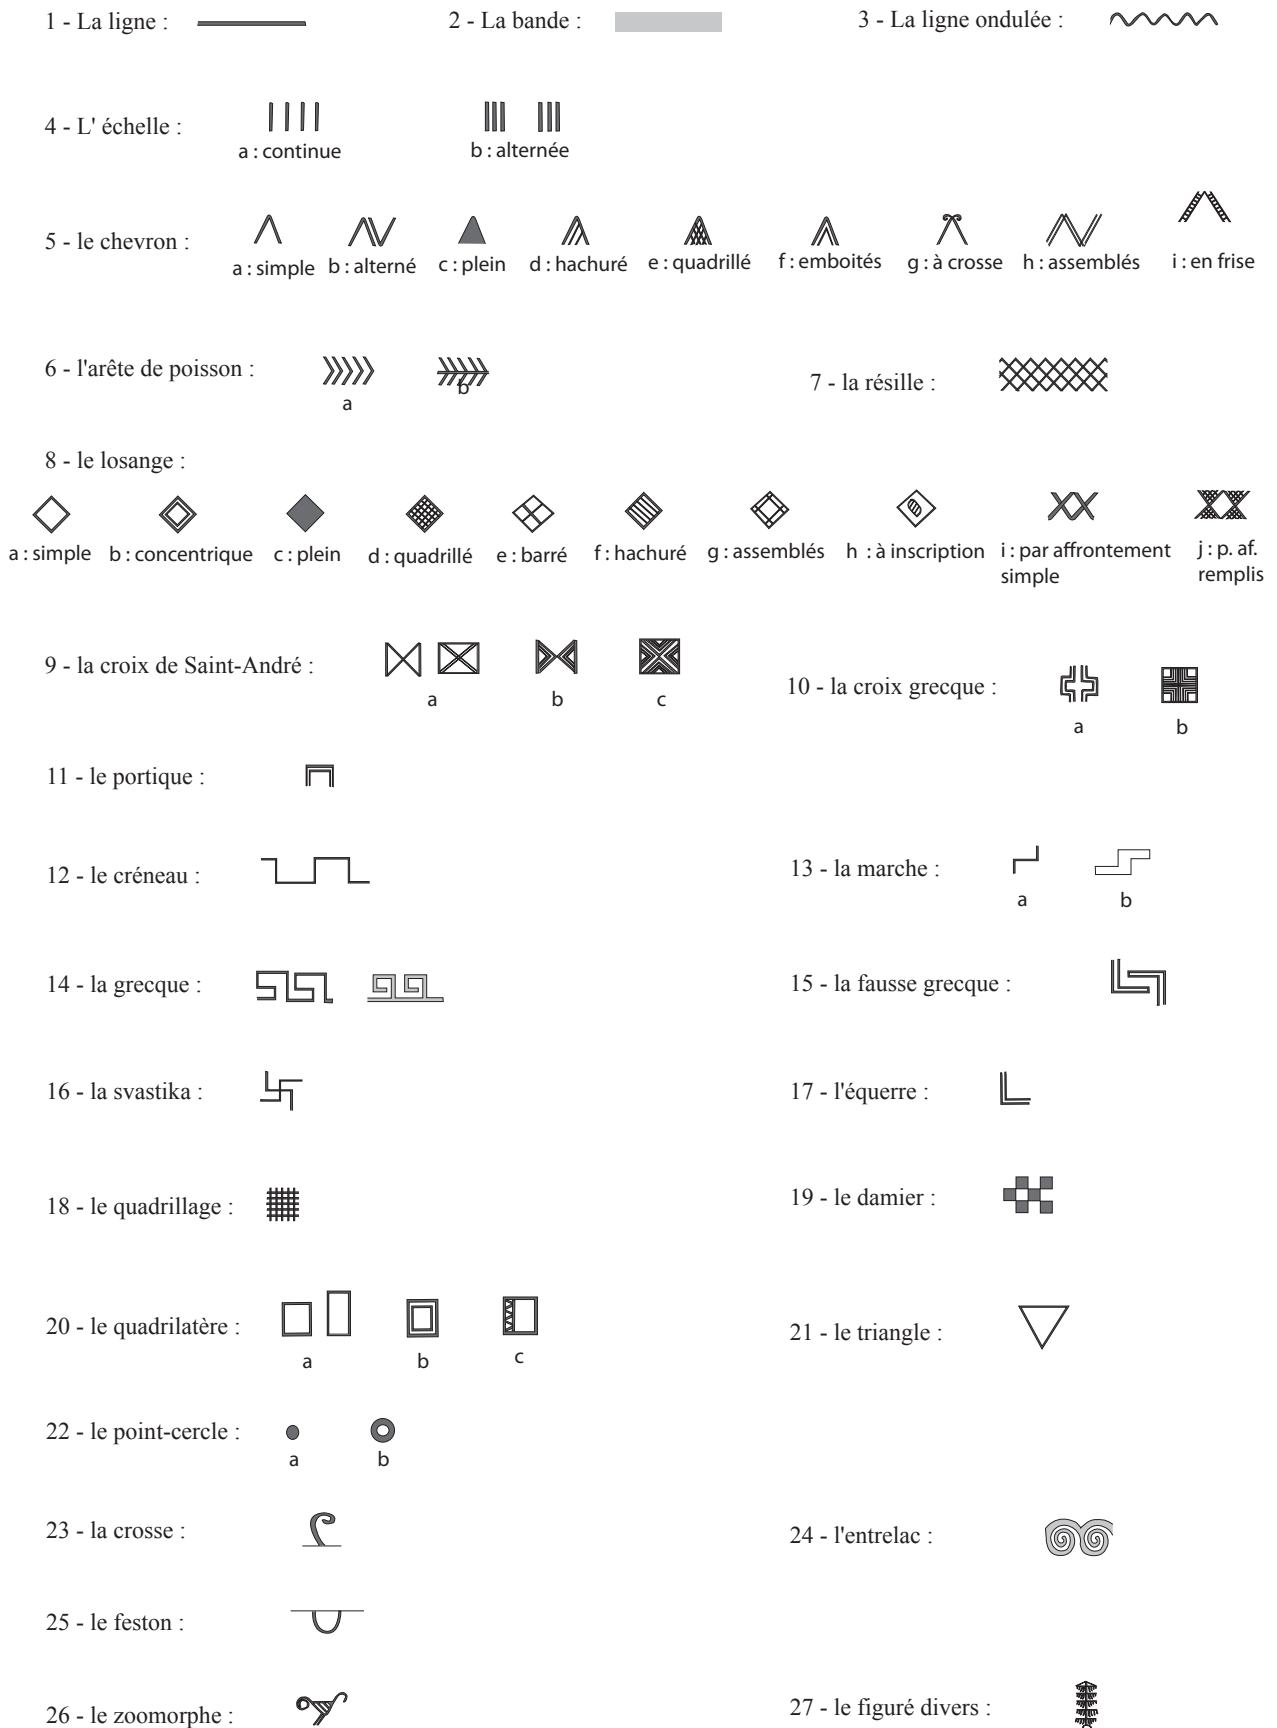 1 - La ligne :
2 - La bande :
3 - La ligne ondulée :
4 - L' échelle :
a : continue
b : alternée
5 - le chevron :
a : simple
b : alterné
c : plein
d : hachuré
e : quadrillé
f : emboités
g : à crosse
h : assemblés
i : en frise
6 - l'arête de poisson :
a
b
7 - la résille :
8 - le losange :
a : simple
b : concentrique
c : plein
d : quadrillé
e : barré
f : hachuré
g : assemblés
h : à inscription
i : par affrontement
simple
j : p. af.
remplis
9 - la croix de Saint-André :
a
b
c
10 - la croix grecque :
a
b
11 - le portique :
12 - le créneau :
13 - la marche :
a
b
14 - la grecque :
15 - la fausse grecque :
16 - la svastika :
17 - l'équerre :
18 - le quadrillage :
19 - le damier :
20 - le quadrilatère :
a
b
c
21 - le triangle :
22 - le point-cercle :
a
b
23 - la crosse :
24 - l'entrelac :
25 - le feston :
26 - le zoomorphe :
27 - le figuré divers :